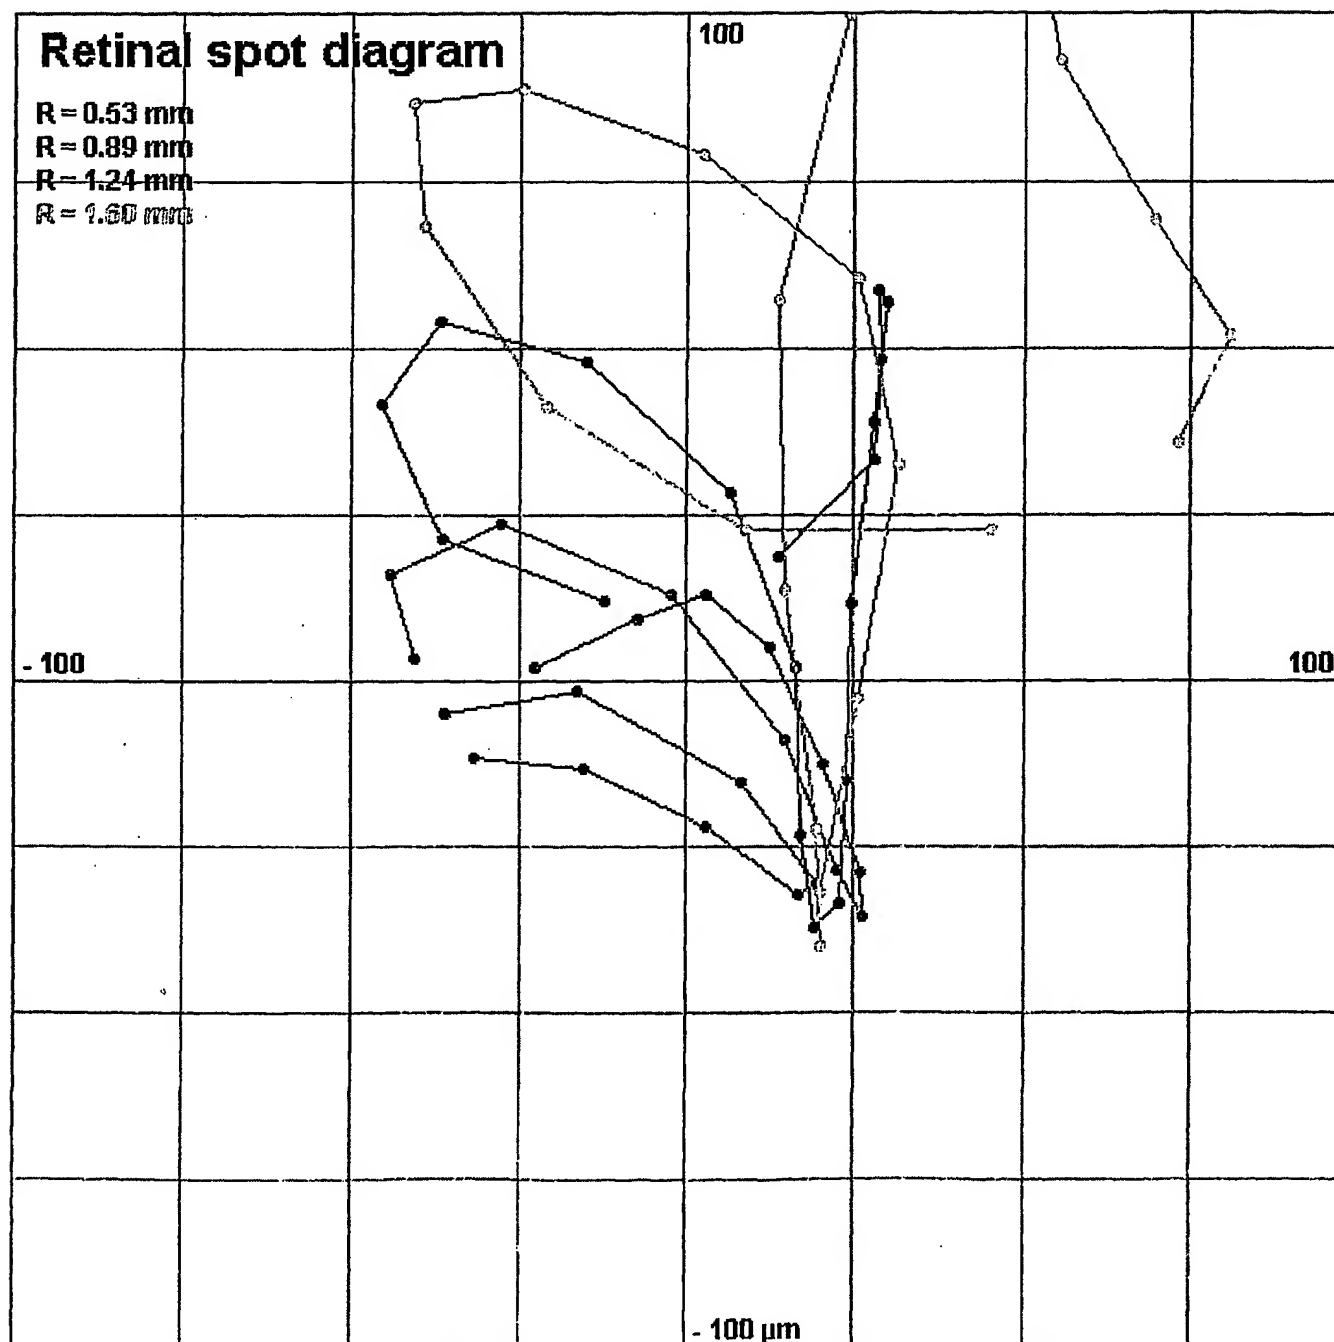 Retinal spot diagram
100
R = 0.53 mm
R = 0.89 mm
R = 1.24 mm
R = 1.60 mm
- 100
100
- 100 µm